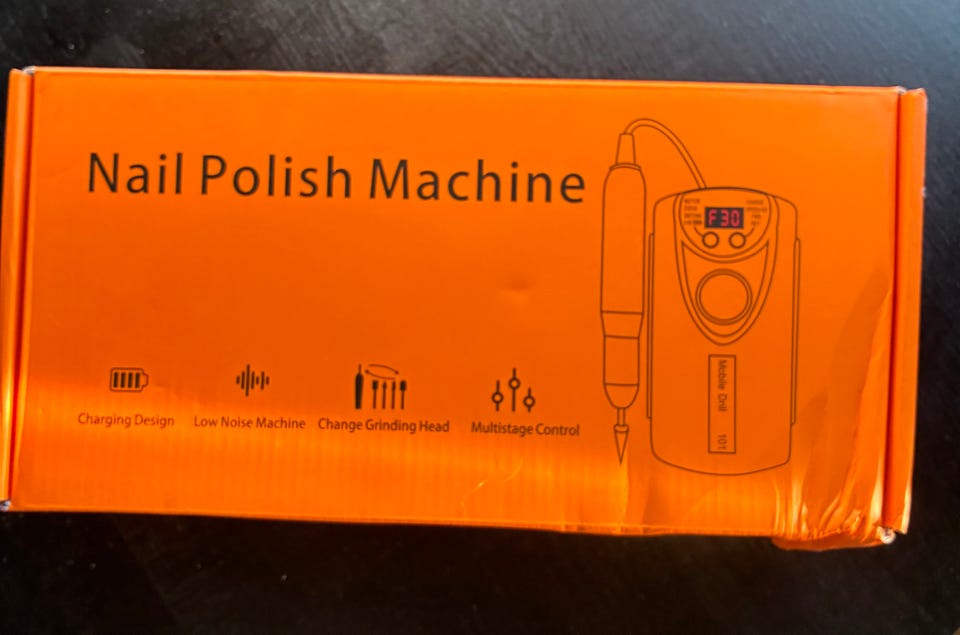 Nail Polish Machine
F30
Charging Design
Low Noise Machine
Change Grinding Head
Multistage Control
Mobile Drill 101